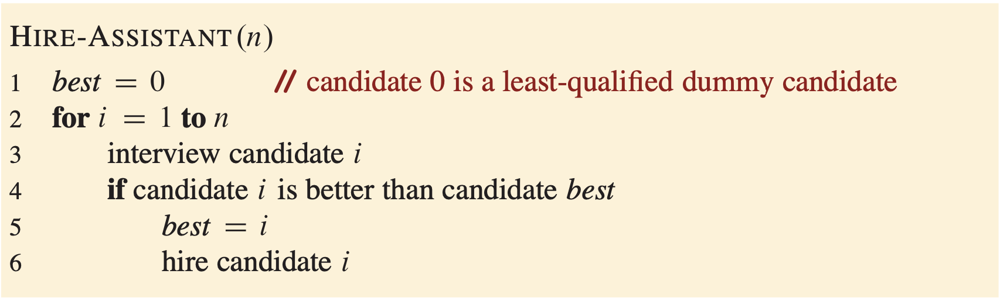 HIRE-ASSISTANT(n)
1 best = 0 // candidate 0 is a least-qualified dummy candidate
2 for i = 1 to n
3 interview candidate i
4 if candidate i is better than candidate best
5 best = i
6 hire candidate i